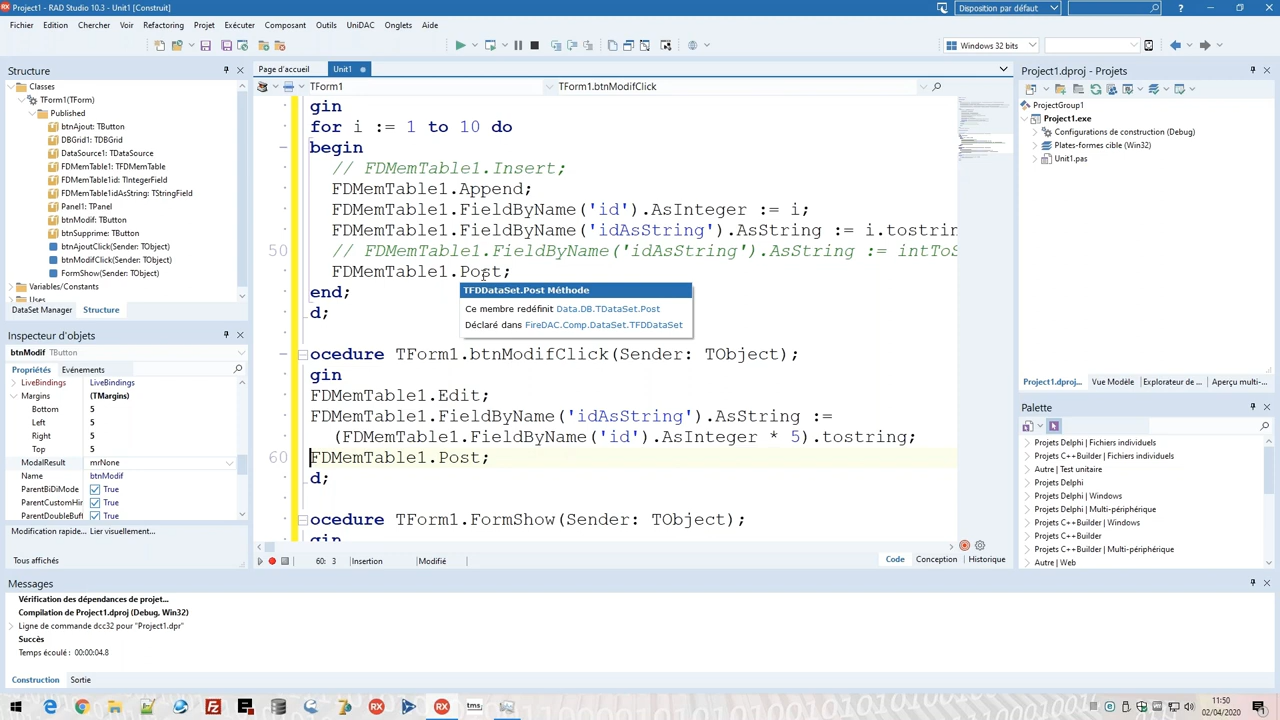 Project1 - RAD Studio 10.3 - Unit1 [Construit]
Disposition par défaut
Fichier Edition Chercher Voir Refactoring Projet Exécuter Composant Outils UniDAC Onglets Aide
Windows 32 bits
Structure
Classes
TForm1(TForm)
Published
btnAjout: TButton
DBGrid1: TDBGrid
DataSource1: TDataSource
FDMemTable1: TFDMemTable
FDMemTable1id: TIntegerField
FDMemTable1idAsString: TStringField
Panel1: TPanel
btnModif: TButton
btnSupprime: TButton
btnAjoutClick(Sender: TObject)
btnModifClick(Sender: TObject)
FormShow(Sender: TObject)
Variables/Constants
Uses
DataSet Manager Structure
Inspecteur d'objets
btnModif TButton
Propriétés Événements
LiveBindings LiveBindings
Margins (TMargins)
Bottom 5
Left 5
Right 5
Top 5
ModalResult mrNone
Name btnModif
ParentBiDiMode True
ParentCustomHin True
ParentDoubleBuff True
Modification rapide... Lier visuellement...
Tous affichés
Page d'accueil Unit1
TForm1 TForm1.btnModifClick
gin
for i := 1 to 10 do
begin
// FDMemTable1.Insert;
FDMemTable1.Append;
FDMemTable1.FieldByName('id').AsInteger := i;
FDMemTable1.FieldByName('idAsString').AsString := i.tostrin
50 // FDMemTable1.FieldByName('idAsString').AsString := intToS
FDMemTable1.Post;
end;
d;
TFDDataSet.Post Méthode
Ce membre redéfinit Data.DB.TDataSet.Post
Déclaré dans FireDAC.Comp.DataSet.TFDDataSet
ocedure TForm1.btnModifClick(Sender: TObject);
gin
FDMemTable1.Edit;
FDMemTable1.FieldByName('idAsString').AsString :=
(FDMemTable1.FieldByName('id').AsInteger * 5).tostring;
60 FDMemTable1.Post;
d;
ocedure TForm1.FormShow(Sender: TObject);
gin
60: 3 Insertion Modifié
Code Conception Historique
Project1.dproj - Projets
ProjectGroup1
Project1.exe
Configurations de construction (Debug)
Plates-formes cible (Win32)
Unit1.pas
Project1.dproj... Vue Modèle Explorateur de ... Aperçu multi-...
Palette
Projets Delphi | Fichiers individuels
Projets C++Builder | Fichiers individuels
Autre | Test unitaire
Projets Delphi
Projets Delphi | Windows
Projets Delphi | Multi-périphérique
Projets C++Builder | Windows
Projets C++Builder
Projets C++Builder | Multi-périphérique
Autre | Web
Messages
Vérification des dépendances de projet...
Compilation de Project1.dproj (Debug, Win32)
Ligne de commande dcc32 pour "Project1.dpr"
Succès
Temps écoulé : 00:00:04.8
Construction Sortie
11:50
02/04/2020